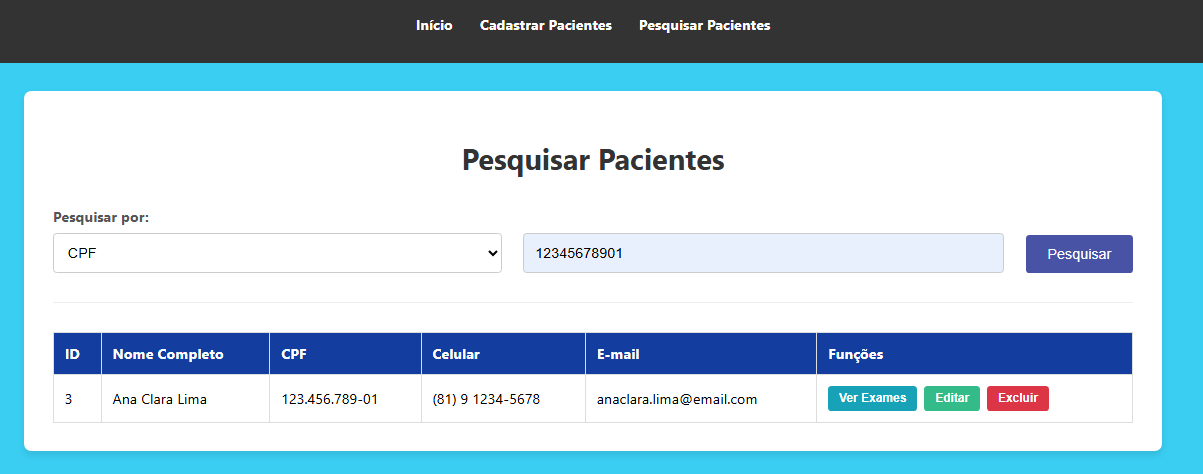 Início Cadastrar Pacientes Pesquisar Pacientes
Pesquisar Pacientes
Pesquisar por:
CPF 12345678901 Pesquisar
ID Nome Completo CPF Celular E-mail Funções
3 Ana Clara Lima 123.456.789-01 (81) 9 1234-5678 anaclara.lima@email.com Ver Exames Editar Excluir